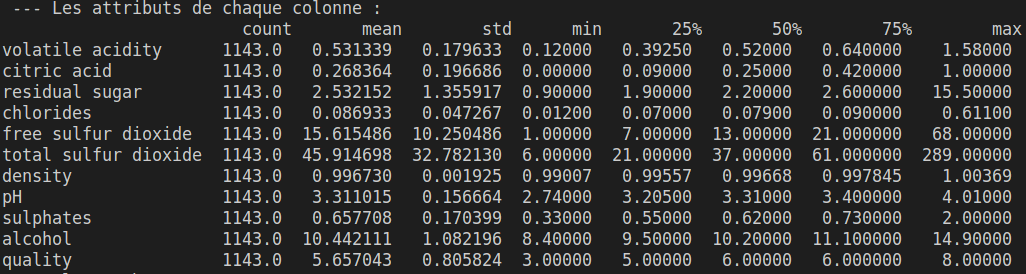 --- Les attributs de chaque colonne :
count mean std min 25% 50% 75% max
volatile acidity 1143.0 0.531339 0.179633 0.12000 0.39250 0.52000 0.640000 1.58000
citric acid 1143.0 0.268364 0.196686 0.00000 0.09000 0.25000 0.420000 1.00000
residual sugar 1143.0 2.532152 1.355917 0.90000 1.90000 2.20000 2.600000 15.50000
chlorides 1143.0 0.086933 0.047267 0.01200 0.07000 0.07900 0.090000 0.61100
free sulfur dioxide 1143.0 15.615486 10.250486 1.00000 7.00000 13.00000 21.000000 68.00000
total sulfur dioxide 1143.0 45.914698 32.782130 6.00000 21.00000 37.00000 61.000000 289.00000
density 1143.0 0.996730 0.001925 0.99007 0.99557 0.99668 0.997845 1.00369
pH 1143.0 3.311015 0.156664 2.74000 3.20500 3.31000 3.400000 4.01000
sulphates 1143.0 0.657708 0.170399 0.33000 0.55000 0.62000 0.730000 2.00000
alcohol 1143.0 10.442111 1.082196 8.40000 9.50000 10.20000 11.100000 14.90000
quality 1143.0 5.657043 0.805824 3.00000 5.00000 6.00000 6.000000 8.00000